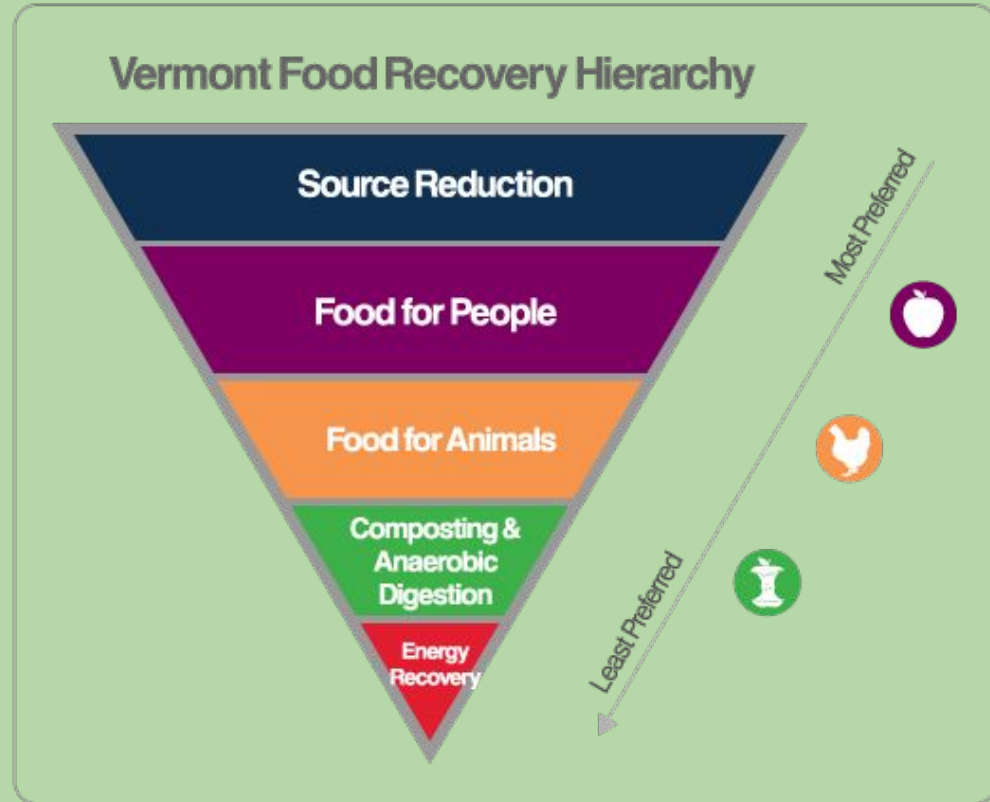 Vermont Food Recovery Hierarchy
Source Reduction
Most Preferred
Food for People
Food for Animals
Composting &
Anaerobic
Digestion
Least Preferred
Energy
Recovery